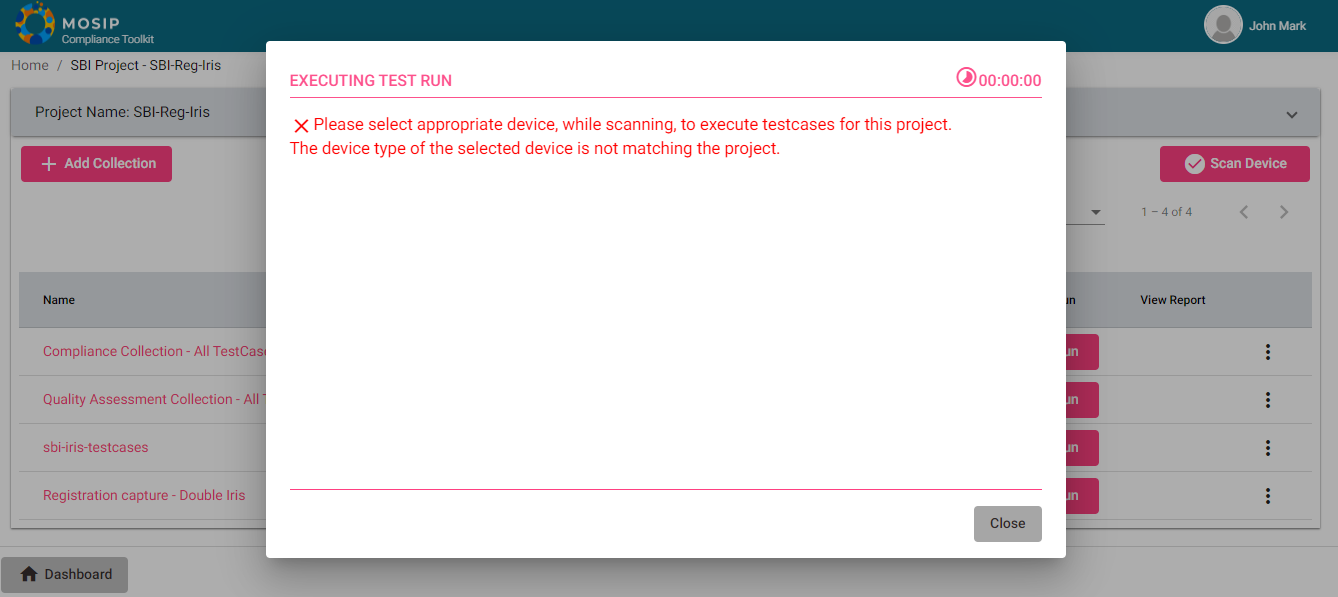 MOSIP
Compliance Toolkit
John Mark
Home / SBI Project - SBI-Reg-Iris
Project Name: SBI-Reg-Iris
EXECUTING TEST RUN
00:00:00
Please select appropriate device, while scanning, to execute testcases for this project.
The device type of the selected device is not matching the project.
Add Collection
Scan Device
1 – 4 of 4
Name
un
View Report
Compliance Collection - All TestCase
un
Quality Assessment Collection - All T
un
sbi-iris-testcases
un
Registration capture - Double Iris
un
Close
Dashboard